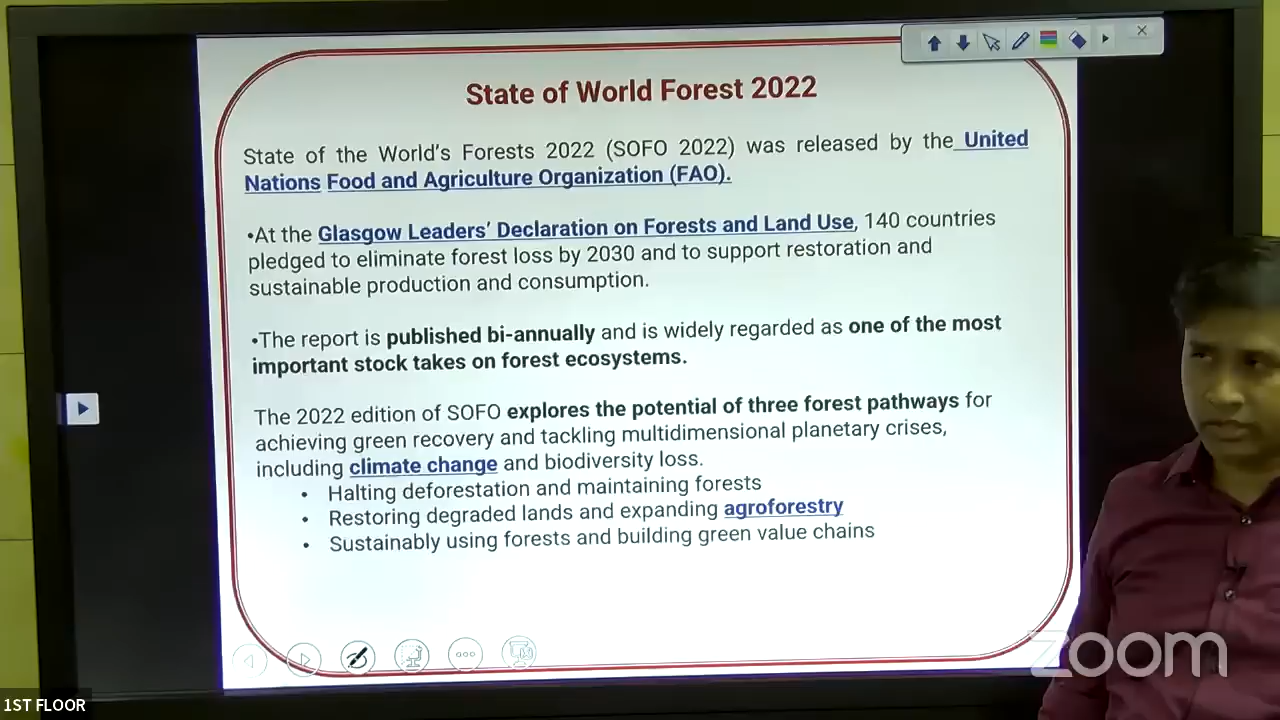 State of World Forest 2022
State of the World's Forests 2022 (SOFO 2022) was released by the United
Nations Food and Agriculture Organization (FAO).
•At the Glasgow Leaders' Declaration on Forests and Land Use, 140 countries
pledged to eliminate forest loss by 2030 and to support restoration and
sustainable production and consumption.
•The report is published bi-annually and is widely regarded as one of the most
important stock takes on forest ecosystems.
The 2022 edition of SOFO explores the potential of three forest pathways for
achieving green recovery and tackling multidimensional planetary crises,
including climate change and biodiversity loss.
• Halting deforestation and maintaining forests
• Restoring degraded lands and expanding agroforestry
• Sustainably using forests and building green value chains
zoom
1ST FLOOR